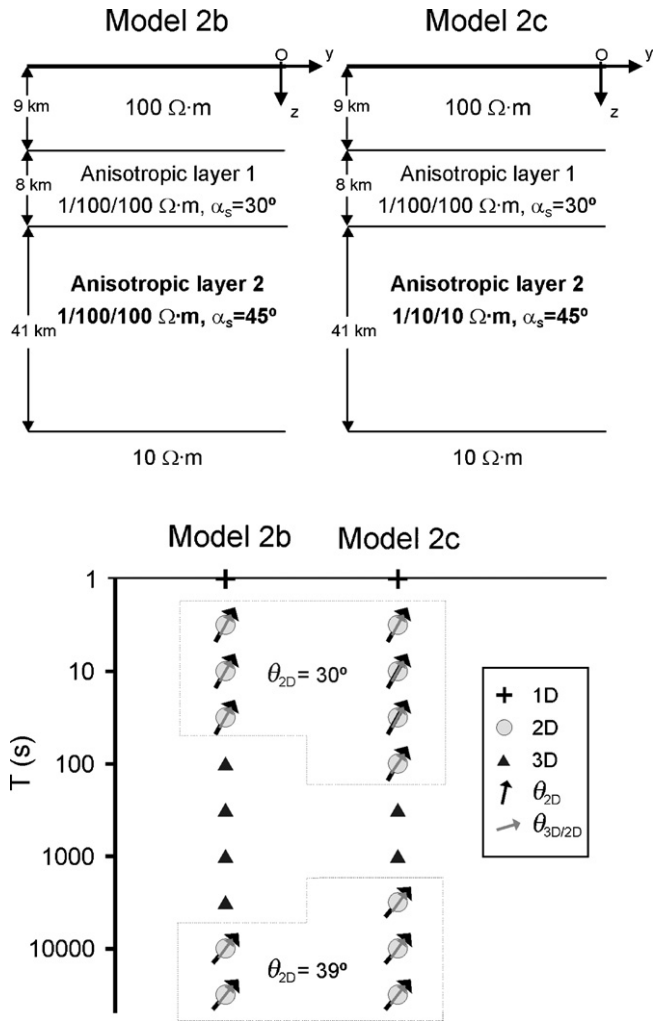 Model 2b
Model 2c
O
y
z
9 km
100 Ω·m
8 km
Anisotropic layer 1
1/100/100 Ω·m, αs=30º
41 km
Anisotropic layer 2
1/100/100 Ω·m, αs=45º
10 Ω·m
O
y
z
9 km
100 Ω·m
8 km
Anisotropic layer 1
1/100/100 Ω·m, αs=30º
41 km
Anisotropic layer 2
1/10/10 Ω·m, αs=45º
10 Ω·m
Model 2b
Model 2c
T (s)
1
10
100
1000
10000
θ2D = 30º
θ2D = 39º
1D
2D
3D
θ2D
θ3D/2D